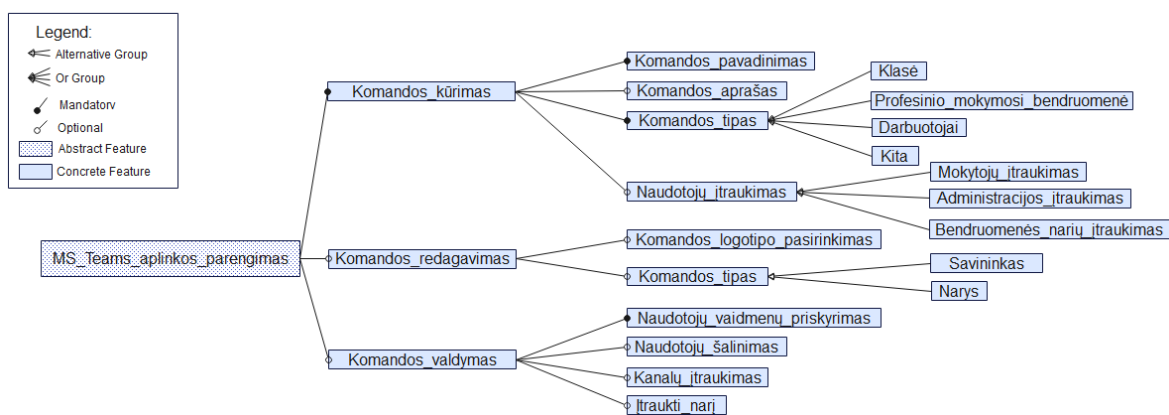 Legend:
Alternative Group
Or Group
Mandatory
Optional
Abstract Feature
Concrete Feature
MS_Teams_aplinkos_parengimas
Komandos_kūrimas
Komandos_pavadinimas
Komandos_aprašas
Komandos_tipas
Klasė
Profesinio_mokymosi_bendruomenė
Darbuotojai
Kita
Naudotojų_įtraukimas
Mokytojų_įtraukimas
Administracijos_įtraukimas
Bendruomenės_narių_įtraukimas
Komandos_redagavimas
Komandos_logotipo_pasirinkimas
Komandos_tipas
Savininkas
Narys
Komandos_valdymas
Naudotojų_vaidmenų_priskyrimas
Naudotojų_šalinimas
Kanalų_įtraukimas
Įtraukti_narį